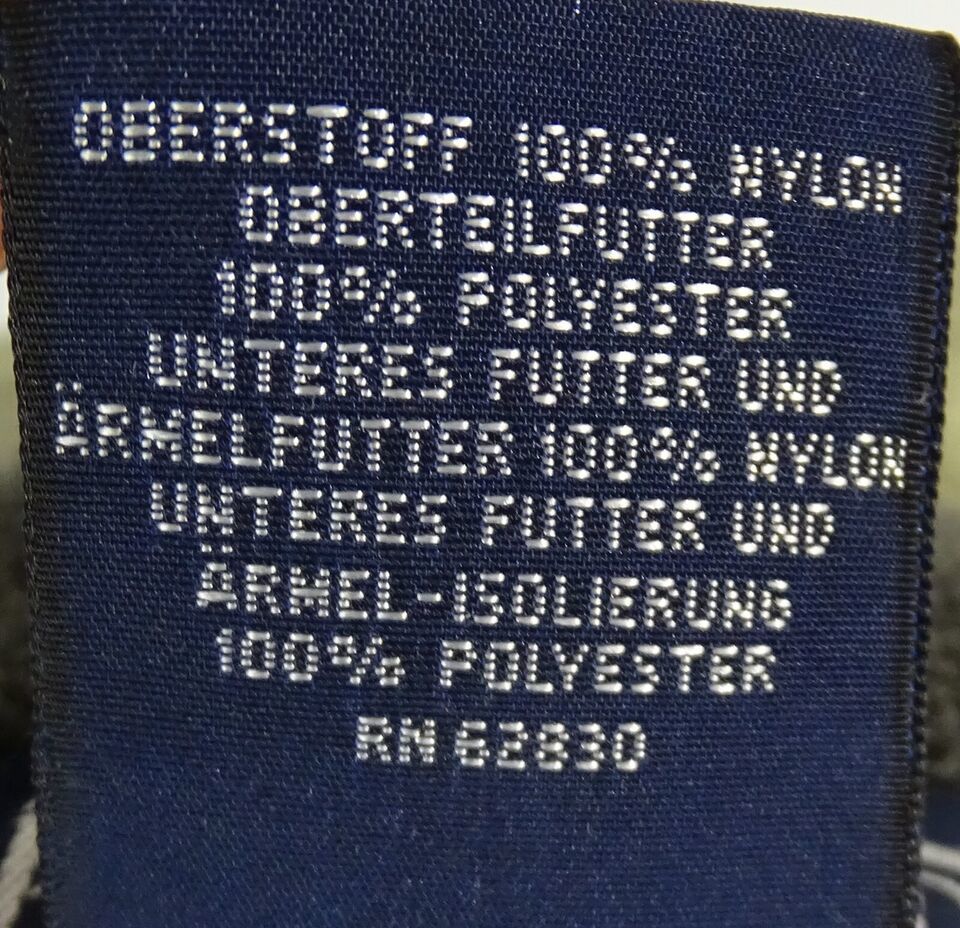 OBERSTOFF 100% NYLON
OBERTEILFUTTER
100% POLYESTER
UNTERES FUTTER UND
ÄRMELFUTTER 100% NYLON
UNTERES FUTTER UND
ÄRMEL-ISOLIERUNG
100% POLYESTER
RN 62830